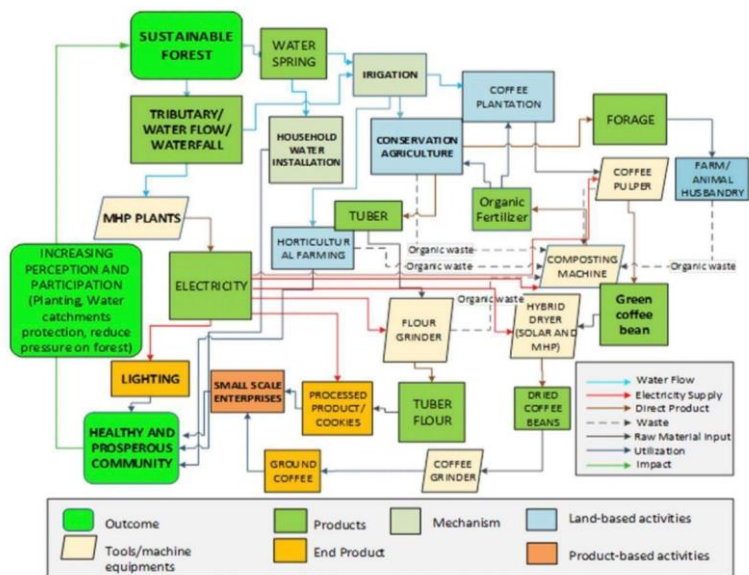 SUSTAINABLE
FOREST
WATER
SPRING
IRIGATION
COFFEE
PLANTATION
TRIBUTARY/
WATER FLOW/
WATERFALL
HOUSEHOLD
WATER
INSTALLATION
CONSERVATION
AGRICULTURE
FORAGE
COFFEE
PULPER
FARM/
ANIMAL
HUSBANDRY
MHP PLANTS
TUBER
Organic
Fertilizer
HORTICULTUR
AL FARMING
Organic waste
Organic waste
COMPOSTING
MACHINE
Organic waste
INCREASING
PERCEPTION AND
PARTICIPATION
(Planting, Water
catchments
protection, reduce
pressure on forest)
ELECTRICITY
Organic waste
FLOUR
GRINDER
HYBRID
DRYER
(SOLAR AND
MHP)
Green
coffee
bean
LIGHTING
SMALL SCALE
ENTERPRISES
PROCESSED
PRODUCT/
COOKIES
TUBER
FLOUR
DRIED
COFFEE
BEANS
HEALTHY AND
PROSPEROUS
COMMUNITY
GROUND
COFFEE
COFFEE
GRINDER
Water Flow
Electricity Supply
Direct Product
Waste
Raw Material Input
Utilization
Impact
Outcome
Products
Mechanism
Land-based activities
Tools/machine
equipments
End Product
Product-based activities